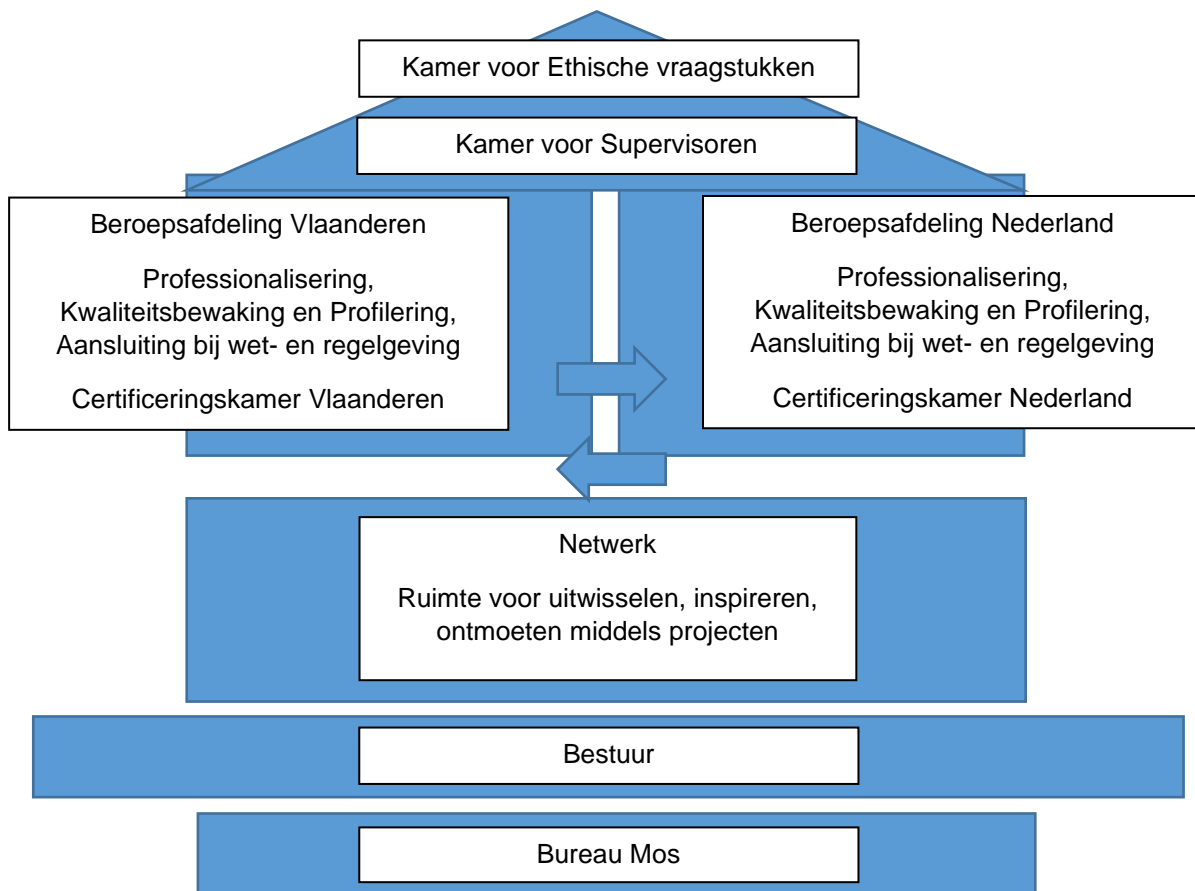 Kamer voor Ethische vraagstukken
Kamer voor Supervisoren
Beroepsafdeling Vlaanderen
Professionalisering,
Kwaliteitsbewaking en Profilering,
Aansluiting bij wet- en regelgeving
Certificeringskamer Vlaanderen
Beroepsafdeling Nederland
Professionalisering,
Kwaliteitsbewaking en Profilering,
Aansluiting bij wet- en regelgeving
Certificeringskamer Nederland
Netwerk
Ruimte voor uitwisselen, inspireren,
ontmoeten middels projecten
Bestuur
Bureau Mos